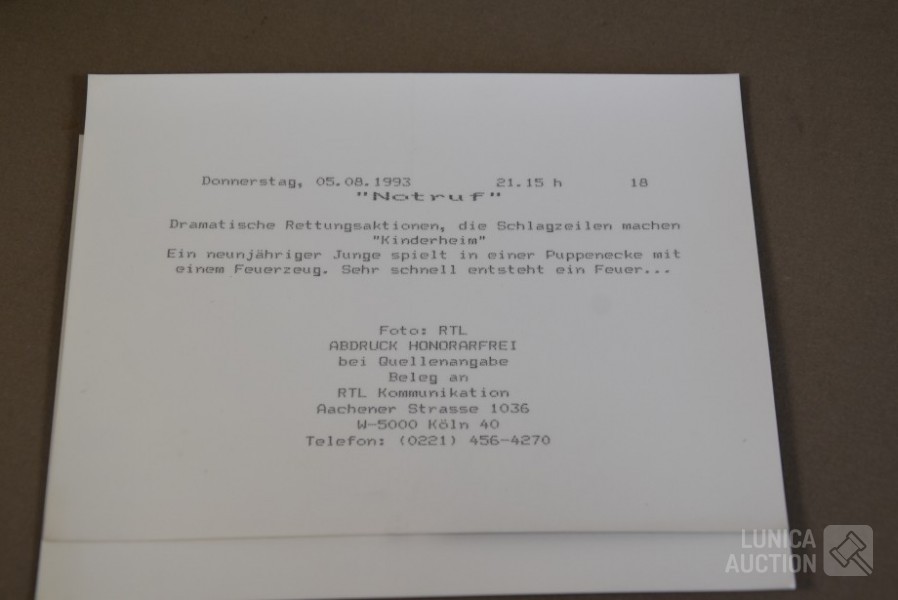 Donnerstag, 05.08.1993 21.15 h 18
"Notruf"
Dramatische Rettungsaktionen, die Schlagzeilen machen
"Kinderheim"
Ein neunjähriger Junge spielt in einer Puppenecke mit
einem Feuerzeug. Sehr schnell entsteht ein Feuer...
Foto: RTL
ABDRUCK HONORARFREI
bei Quellenangabe
Beleg an
RTL Kommunikation
Aachener Strasse 1036
W-5000 Köln 40
Telefon: (0221) 456-4270
LUNICA
AUCTION